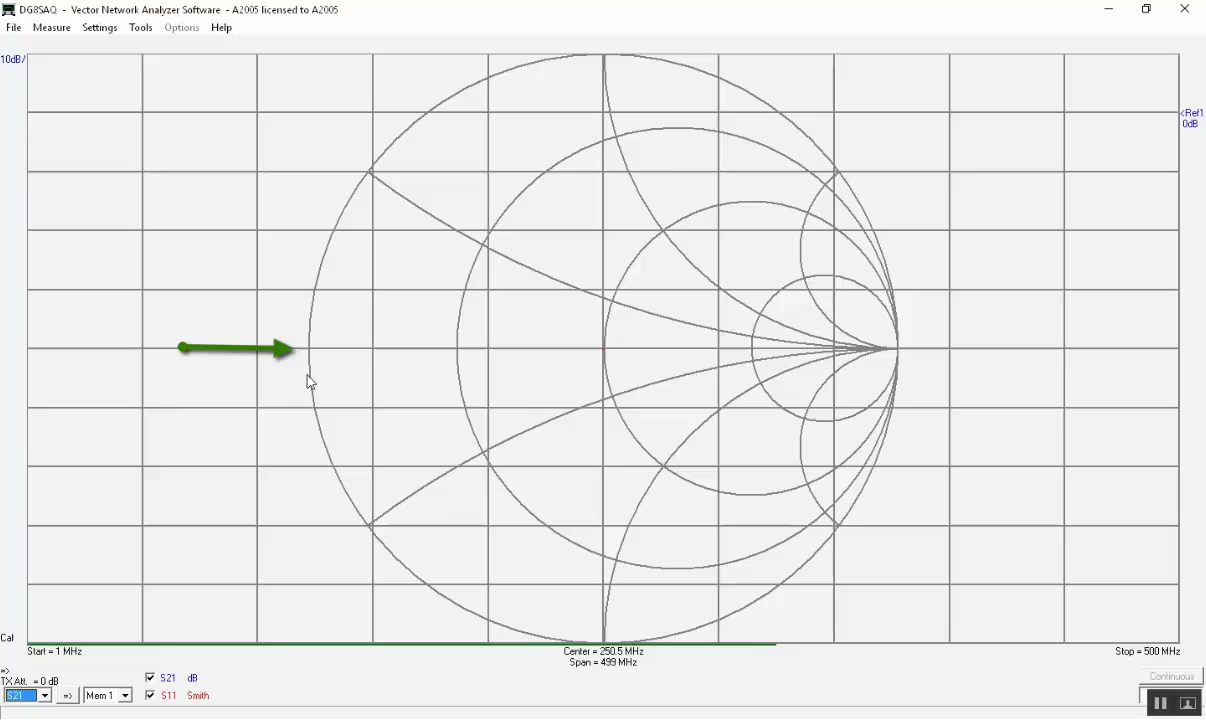 DG8SAQ - Vector Network Analyzer Software - A2005 licensed to A2005
File Measure Settings Tools Options Help
10dB/
<Ref1
0dB
Cal
Start = 1 MHz Center = 250.5 MHz Stop = 500 MHz
Span = 499 MHz
=>
TX Att. = 0 dB S21 dB Continuous
S21 => Mem 1 S11 Smith